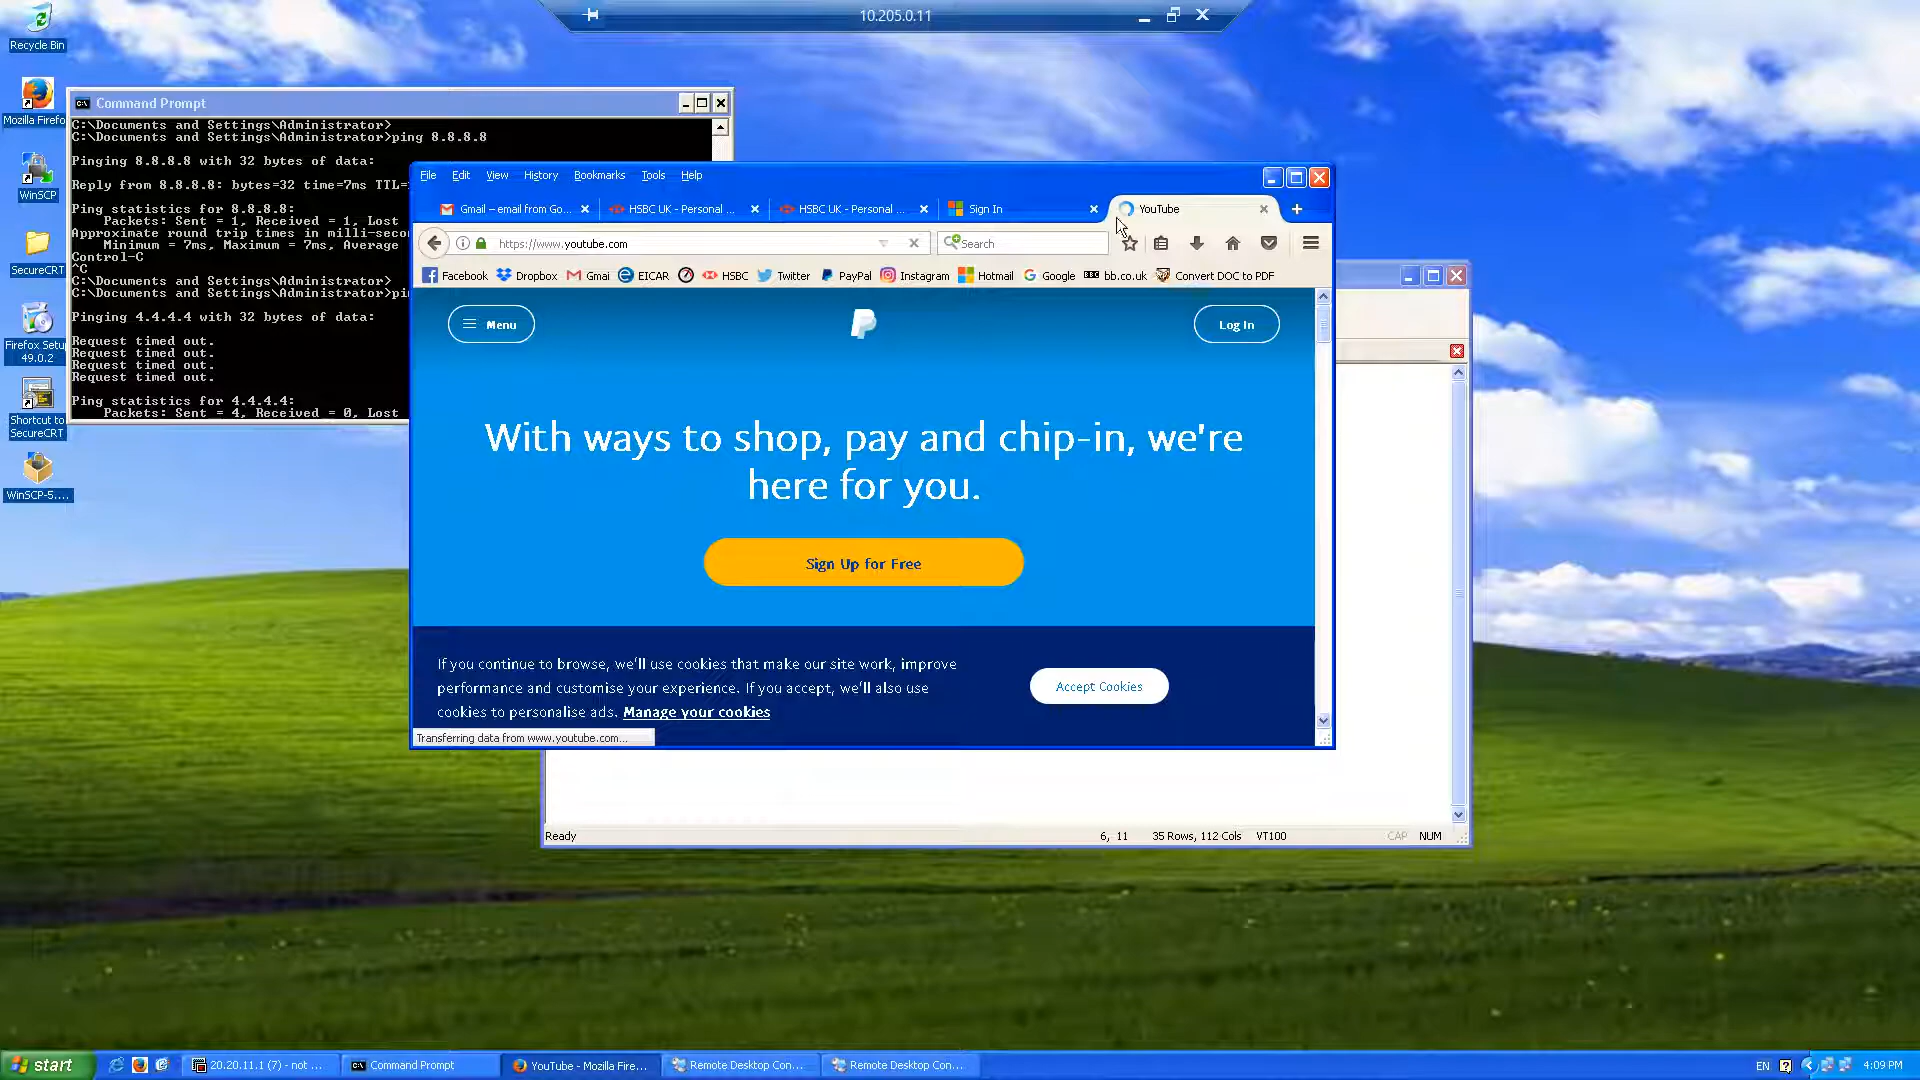 10.205.0.11
Recycle Bin
Mozilla Firefo
WinSCP
SecureCRT
Firefox Setup
49.0.2
Shortcut to
SecureCRT
WinSCP-5....
Command Prompt
C:\Documents and Settings\Administrator>
C:\Documents and Settings\Administrator>ping 8.8.8.8
Pinging 8.8.8.8 with 32 bytes of data:
Reply from 8.8.8.8: bytes=32 time=7ms TTL=
Ping statistics for 8.8.8.8:
Packets: Sent = 1, Received = 1, Lost
Approximate round trip times in milli-seco
Minimum = 7ms, Maximum = 7ms, Average
Control-C
^C
C:\Documents and Settings\Administrator>
C:\Documents and Settings\Administrator>pi
Pinging 4.4.4.4 with 32 bytes of data:
Request timed out.
Request timed out.
Request timed out.
Request timed out.
Ping statistics for 4.4.4.4:
Packets: Sent = 4, Received = 0, Lost
File Edit View History Bookmarks Tools Help
Gmail – email from Go... HSBC UK - Personal ... HSBC UK - Personal ... Sign In YouTube
https://www.youtube.com Search
Facebook Dropbox Gmai EICAR HSBC Twitter PayPal Instagram Hotmail Google BBC bb.co.uk Convert DOC to PDF
Menu Log In
With ways to shop, pay and chip-in, we're
here for you.
Sign Up for Free
If you continue to browse, we'll use cookies that make our site work, improve
performance and customise your experience. If you accept, we'll also use
cookies to personalise ads. Manage your cookies
Accept Cookies
Transferring data from www.youtube.com...
Ready 6, 11 35 Rows, 112 Cols VT100 CAP NUM
start 20.20.11.1 (7) - not ... Command Prompt YouTube - Mozilla Fire... Remote Desktop Con... Remote Desktop Con... EN 4:09 PM